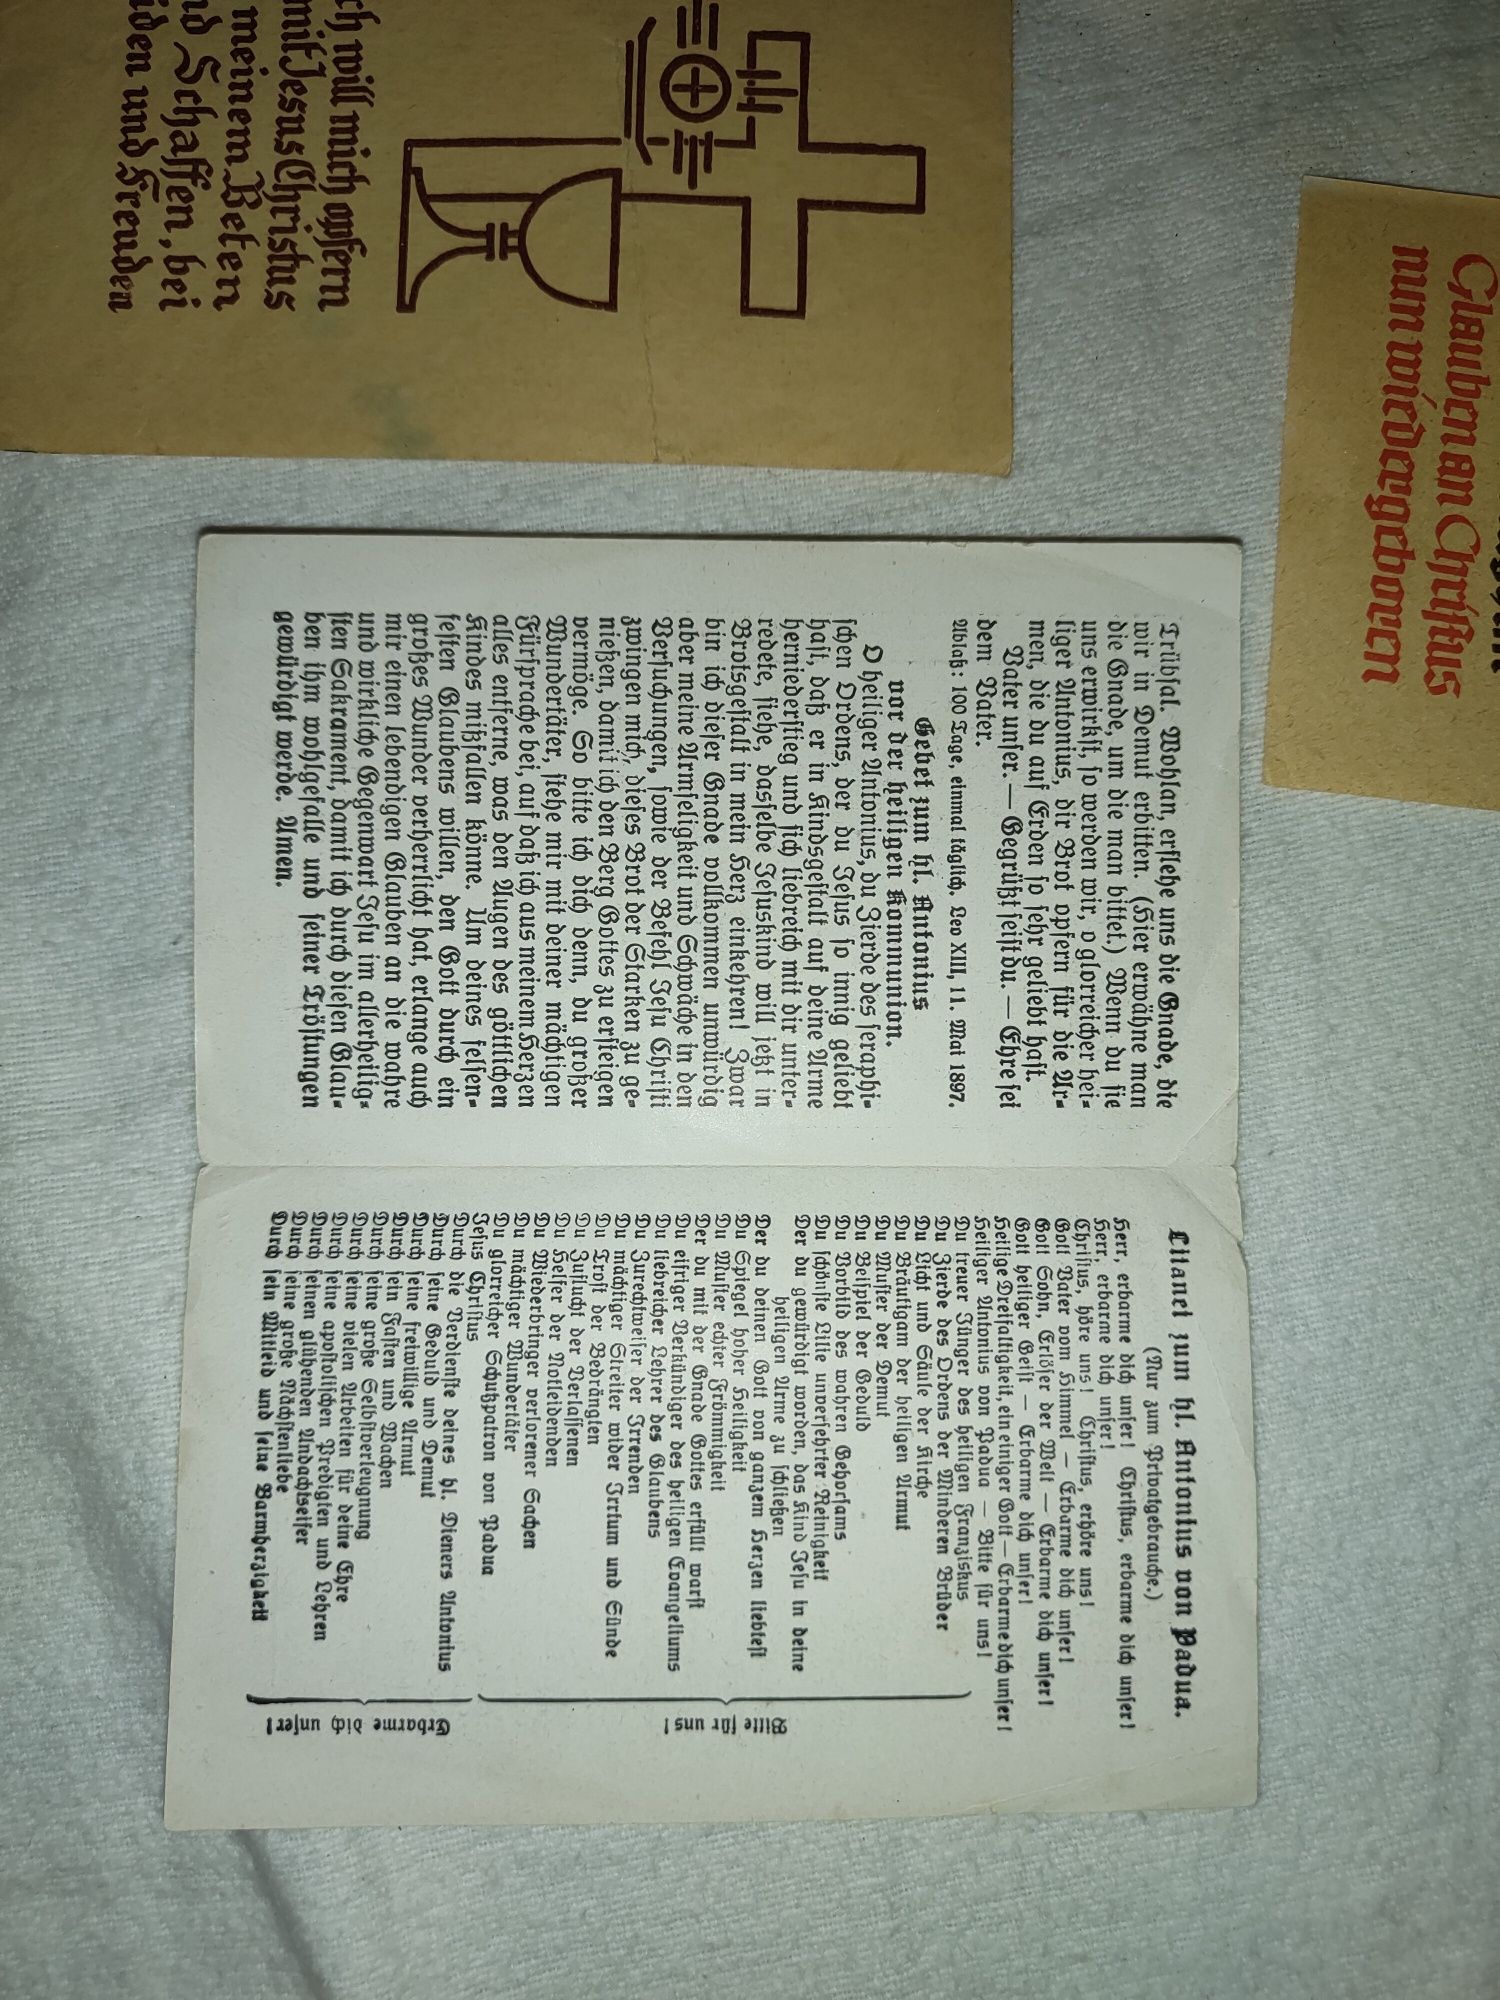 ch will mich opfern
mit Jesus Christus
meinem Beten
nd Schaffen, bei
iden und Freuden
Glauben an Christus
nun wiedergeboren
Trübsal. Wohlan, erflehe uns die Gnade, die
wir in Demut erbitten. (Hier erwähne man
die Gnade, um die man bittet.) Wenn du sie
uns erwirkst, so werden wir, o glorreicher hei-
liger Antonius, dir Brot opfern für die Ar-
men, die du auf Erden so sehr geliebt hast.
Vater unser. — Gegrüßt seist du. — Ehre sei
dem Vater.
Ablaß: 100 Tage, einmal täglich. Leo XIII, 11. Mai 1897.
Gebet zum hl. Antonius
vor der heiligen Kommunion.
O heiliger Antonius, du Zierde des seraphi-
schen Ordens, der du Jesus so innig geliebt
hast, daß er in Kindsgestalt auf deine Arme
herniederstieg und sich liebreich mit dir unter-
redete, siehe, dasselbe Jesuskind will jetzt in
Brotsgestalt in mein Herz einkehren! Zwar
bin ich dieser Gnade vollkommen unwürdig
aber meine Armseligkeit und Schwäche in den
Versuchungen, sowie der Befehl Jesu Christi
zwingen mich, dieses Brot der Starken zu ge-
nießen, damit ich den Berg Gottes zu ersteigen
vermöge. So bitte ich dich denn, du großer
Wundertäter, stehe mir mit deiner mächtigen
Fürsprache bei, auf daß ich aus meinem Herzen
alles entferne, was den Augen des göttlichen
Kindes mißfallen könne. Um deines felsen-
festen Glaubens willen, den Gott durch ein
großes Wunder verherrlicht hat, erlange auch
mir einen lebendigen Glauben an die wahre
und wirkliche Gegenwart Jesu im allerheilig-
sten Sakrament, damit ich durch diesen Glau-
ben ihm wohlgefalle und seiner Tröstungen
gewürdigt werde. Amen.
Litanei zum hl. Antonius von Padua.
(Nur zum Privatgebrauche.)
Herr, erbarme dich unser! Christus, erbarme dich unser!
Herr, erbarme dich unser!
Christus, höre uns! Christus, erhöre uns!
Gott Vater vom Himmel — Erbarme dich unser!
Gott Sohn, Erlöser der Welt — Erbarme dich unser!
Gott heiliger Geist — Erbarme dich unser!
Heilige Dreifaltigkeit, ein einiger Gott — Erbarme dich unser!
Heiliger Antonius von Padua — Bitte für uns!
Du treuer Jünger des heiligen Franziskus
Du Zierde des Ordens der Minderen Brüder
Du Licht und Säule der Kirche
Du Bräutigam der heiligen Armut
Du Muster der Demut
Du Beispiel der Geduld
Du Vorbild des wahren Gehorsams
Du schönste Lilie unversehrter Reinigkeit
Der du gewürdigt worden, das Kind Jesu in deine
heiligen Arme zu schließen
Der du deinen Gott von ganzem Herzen liebtest
Du Spiegel hoher Heiligkeit
Du Muster echter Frömmigkeit
Der du mit der Gnade Gottes erfüllt warst
Du eifriger Verkündiger des heiligen Evangeliums
Du liebreicher Lehrer des Glaubens
Du Zurechtweiser der Irrenden
Du mächtiger Streiter wider Irrtum und Sünde
Du Trost der Bedrängten
Du Zuflucht der Verlassenen
Du Helfer der Notleidenden
Du Wiederbringer verlorener Sachen
Du mächtiger Wundertäter
Du glorreicher Schutzpatron von Padua
Bitte für uns!
Jesus Christus
Durch die Verdienste deines hl. Dieners Antonius
Durch seine Geduld und Demut
Durch seine freiwillige Armut
Durch sein Fasten und Wachen
Durch seine große Selbstverleugnung
Durch seine vielen Arbeiten für deine Ehre
Durch seine apostolischen Predigten und Lehren
Durch seinen glühenden Andachtseifer
Durch seine große Nächstenliebe
Durch sein Mitleid und seine Barmherzigkeit
Erbarme dich unser!